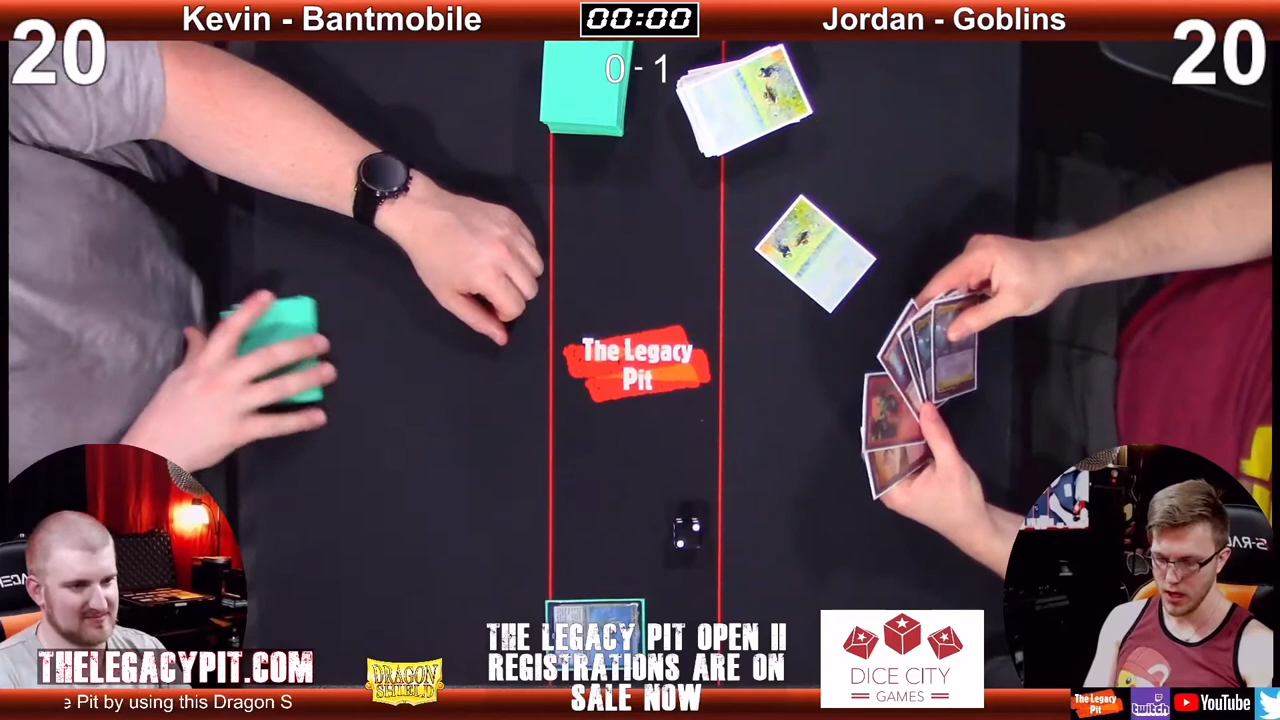 Kevin - Bantmobile
00:00
Jordan - Goblins
20
20
0 - 1
The Legacy
Pit
THELEGACYPIT.COM
DRAGON
SHIELD
THE LEGACY PIT OPEN II
REGISTRATIONS ARE ON
SALE NOW
DICE CITY
GAMES
Pit by using this Dragon S
The Legacy
Pit
twitch
YouTube